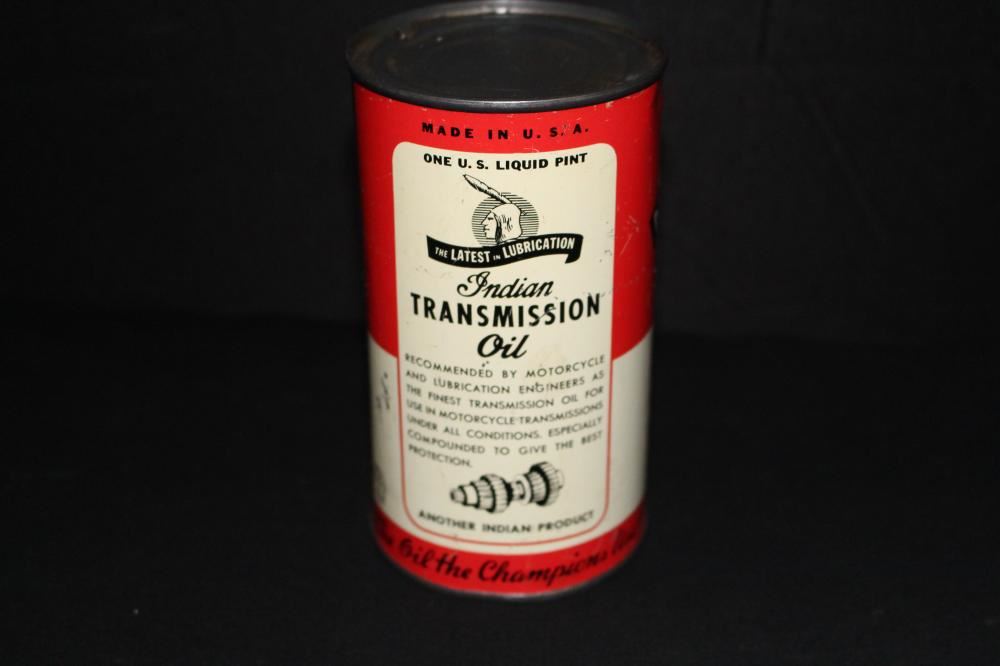 MADE IN U.S.A.
ONE U.S. LIQUID PINT
THE LATEST IN LUBRICATION
Indian
TRANSMISSION
Oil
RECOMMENDED BY MOTORCYCLE
AND LUBRICATION ENGINEERS AS
THE FINEST TRANSMISSION OIL FOR
USE IN MOTORCYCLE TRANSMISSIONS
UNDER ALL CONDITIONS. ESPECIALLY
COMPOUNDED TO GIVE THE BEST
PROTECTION.
ANOTHER INDIAN PRODUCT
Oil the Champions